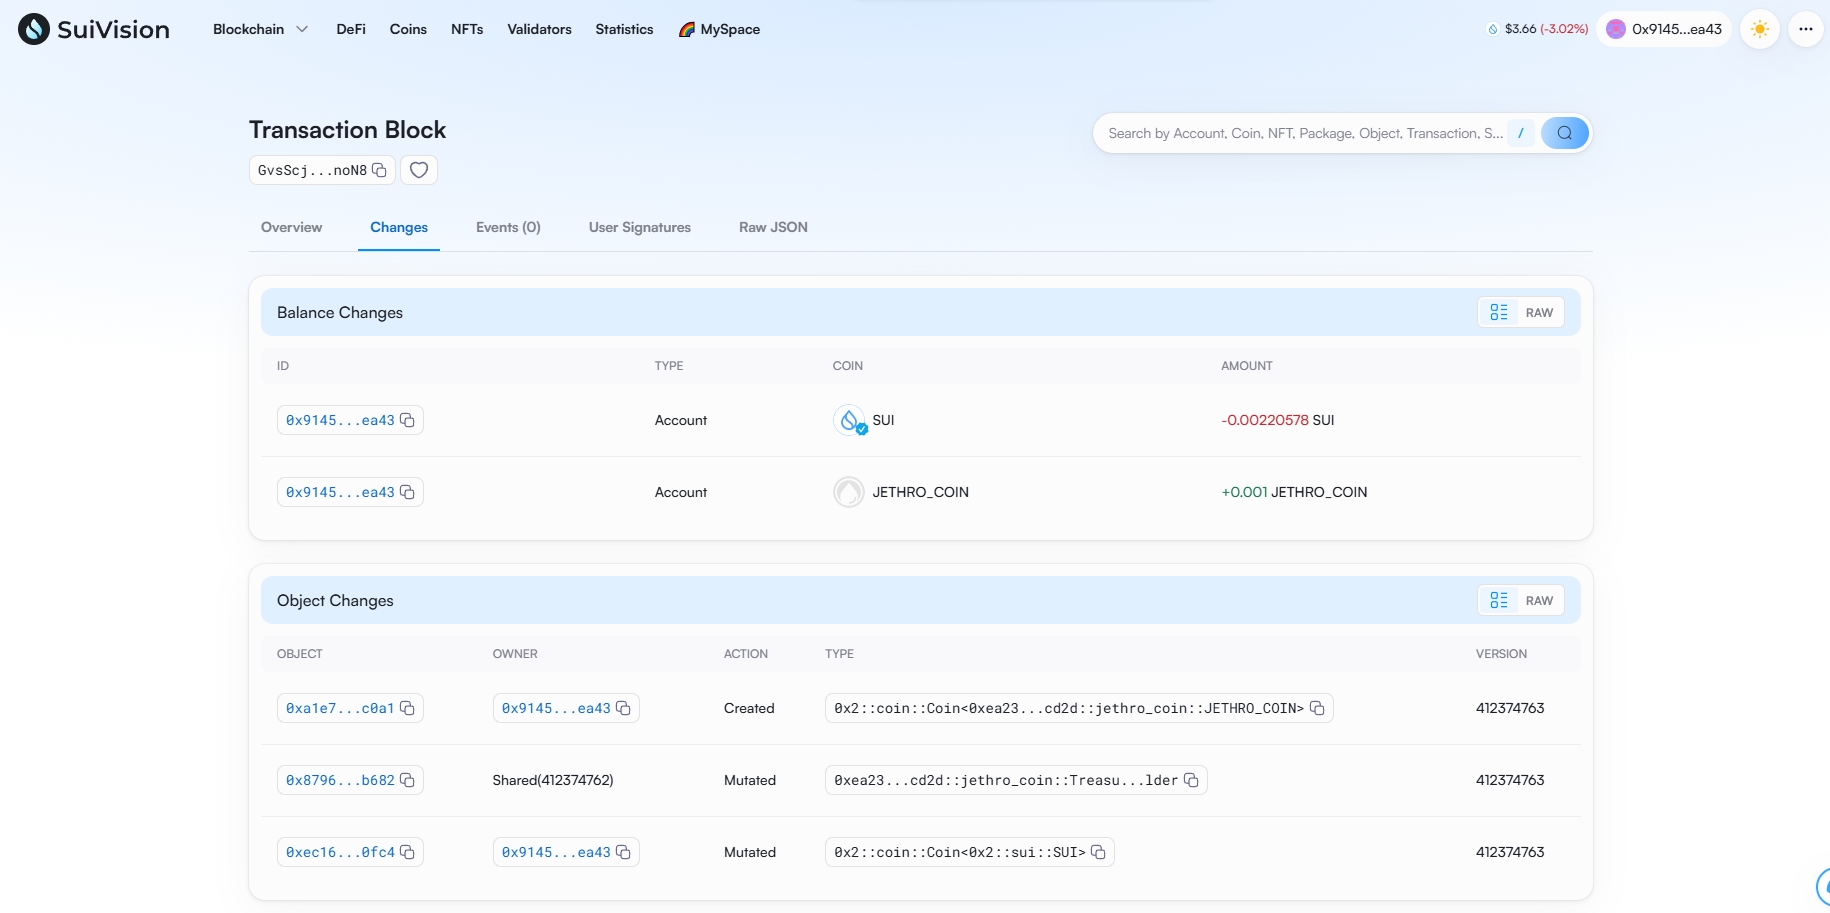 SuiVision
Blockchain DeFi Coins NFTs Validators Statistics MySpace
$3.66 (-3.02%) 0x9145...ea43
Transaction Block
GvsScj...noN8
Search by Account, Coin, NFT, Package, Object, Transaction, S... /
Overview Changes Events (0) User Signatures Raw JSON
Balance Changes RAW
ID TYPE COIN AMOUNT
0x9145...ea43 Account SUI -0.00220578 SUI
0x9145...ea43 Account JETHRO_COIN +0.001 JETHRO_COIN
Object Changes RAW
OBJECT OWNER ACTION TYPE VERSION
0xa1e7...c0a1 0x9145...ea43 Created 0x2::coin::Coin<0xea23...cd2d::jethro_coin::JETHRO_COIN> 412374763
0x8796...b682 Shared(412374762) Mutated 0xea23...cd2d::jethro_coin::Treasu...lder 412374763
0xec16...0fc4 0x9145...ea43 Mutated 0x2::coin::Coin<0x2::sui::SUI> 412374763